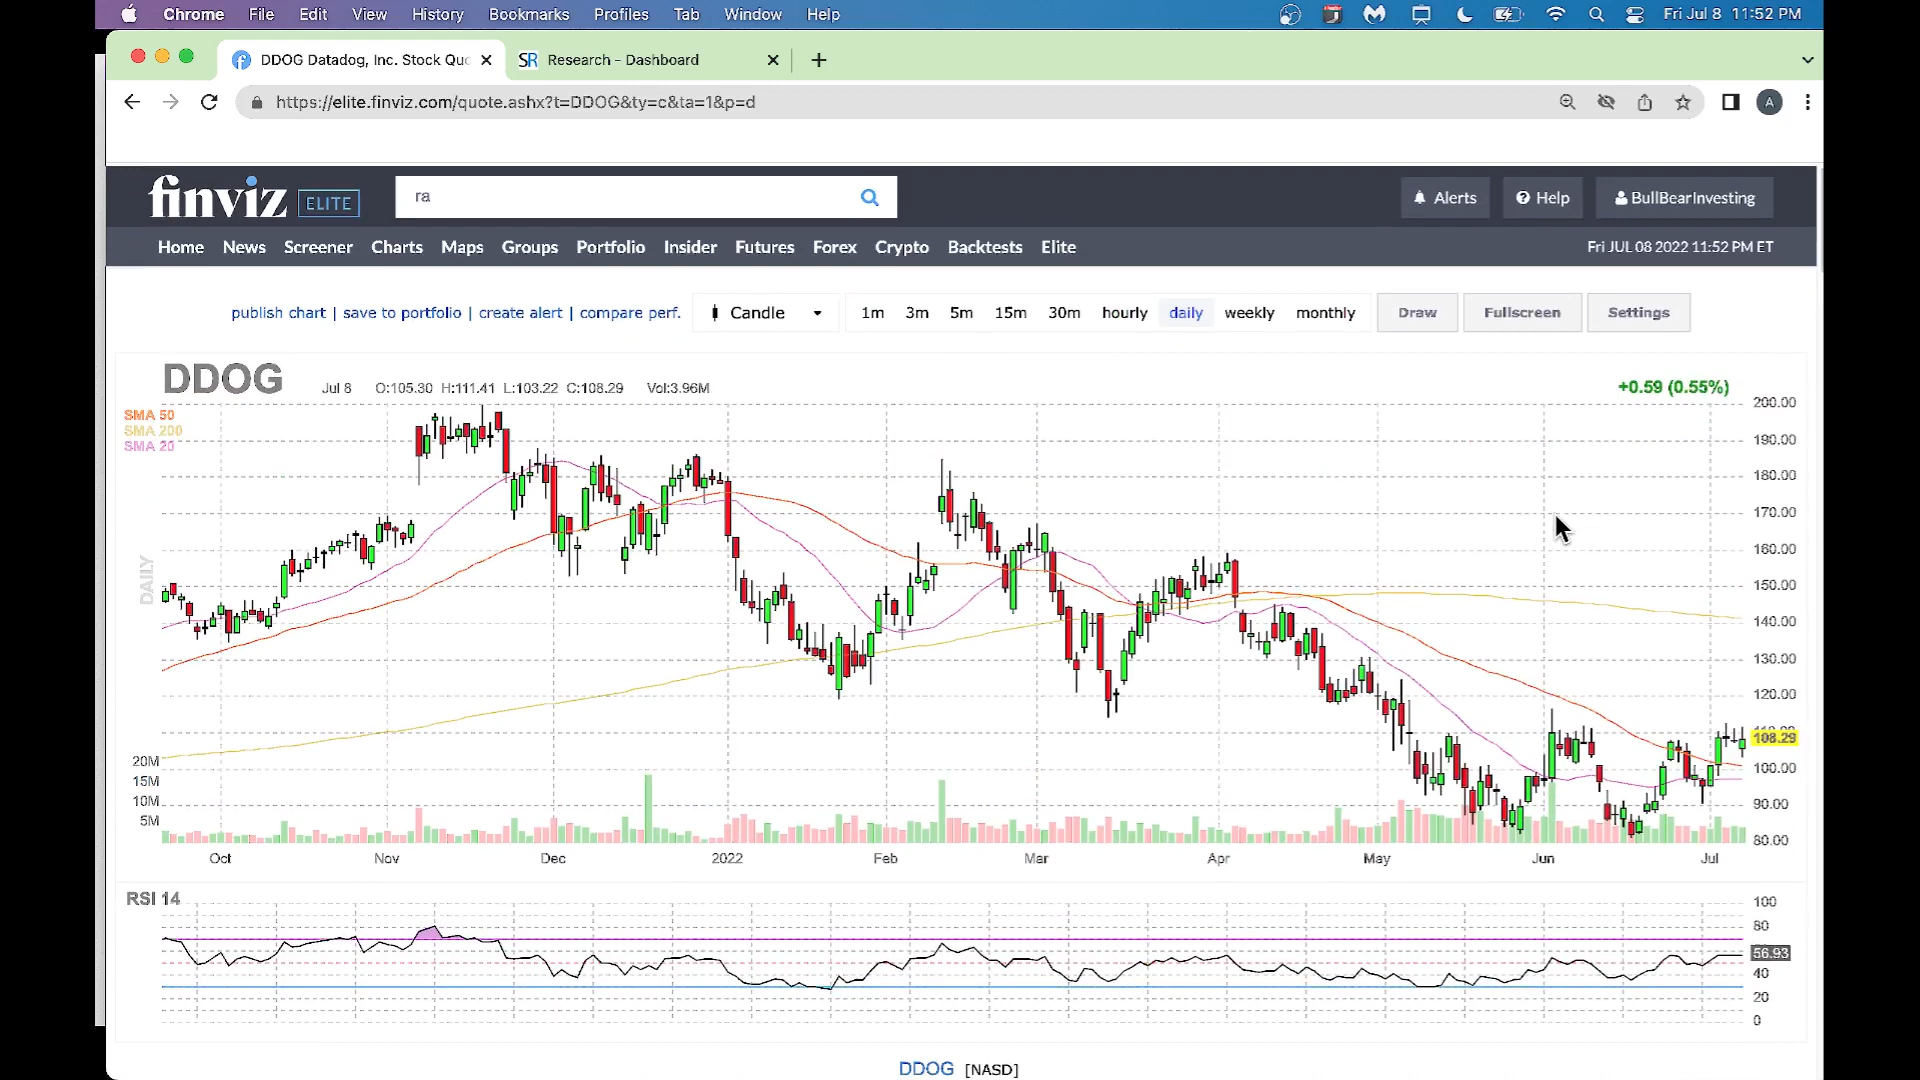 Chrome File Edit View History Bookmarks Profiles Tab Window Help Fri Jul 8 11:52 PM
DDOG Datadog, Inc. Stock Quo SR Research - Dashboard
https://elite.finviz.com/quote.ashx?t=DDOG&ty=c&ta=1&p=d A
finviz ELITE ra Alerts Help BullBearInvesting
Home News Screener Charts Maps Groups Portfolio Insider Futures Forex Crypto Backtests Elite Fri JUL 08 2022 11:52 PM ET
publish chart | save to portfolio | create alert | compare perf. Candle 1m 3m 5m 15m 30m hourly daily weekly monthly Draw Fullscreen Settings
DDOG Jul 8 O:105.30 H:111.41 L:103.22 C:108.29 Vol:3.96M +0.59 (0.55%)
200.00
SMA 50
SMA 200
190.00
SMA 20
180.00
170.00
160.00
DAILY
150.00
140.00
130.00
120.00
108.29
20M 100.00
15M
10M 90.00
5M
80.00
Oct Nov Dec 2022 Feb Mar Apr May Jun Jul
RSI 14 100
80
56.93
40
20
0
DDOG [NASD]